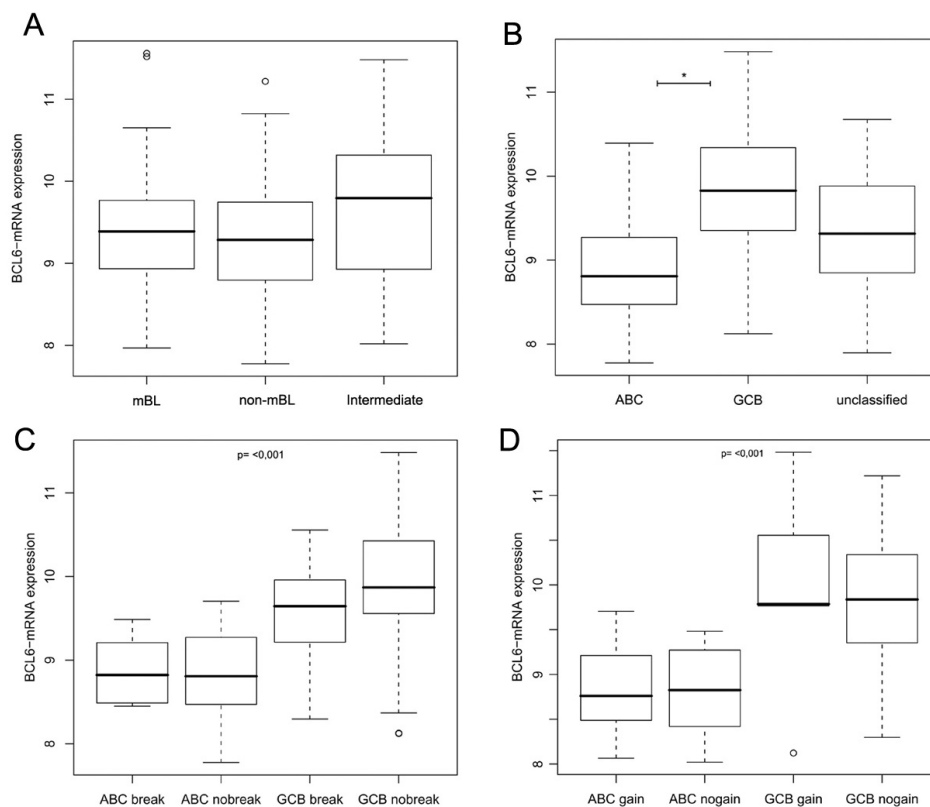 A
BCL6-mRNA expression
11
10
9
8
mBL
non-mBL
Intermediate
B
*
BCL6-mRNA expression
11
10
9
8
ABC
GCB
unclassified
C
p= <0,001
BCL6-mRNA expression
11
10
9
8
ABC break
ABC nobreak
GCB break
GCB nobreak
D
p= <0,001
BCL6-mRNA expression
11
10
9
8
ABC gain
ABC nogain
GCB gain
GCB nogain